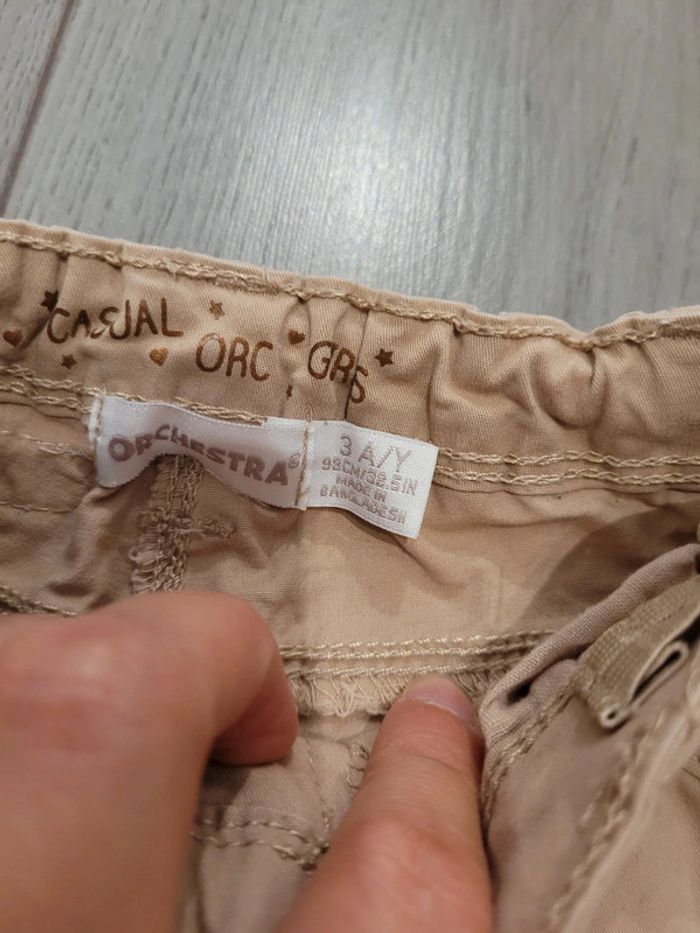 CASUAL
ORC GRS
ORCHESTRA®
3 A/Y
98CM/38.5IN
MADE IN
BANGLADESH